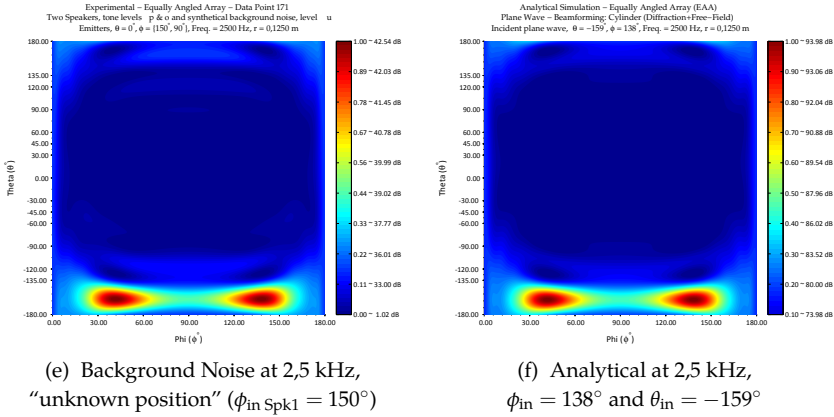 Experimental − Equally Angled Array − Data Point 171
Two Speakers, tone levels p & o and synthetical background noise, level u
Emitters, θ = 0°, ϕ = [150°, 90°], Freq. = 2500 Hz, r = 0,1250 m
180.00
135.00
120.00
90.00
60.00
45.00
30.00
0.00
-30.00
-45.00
-60.00
-90.00
-120.00
-135.00
-180.00
Theta (θ°)
0.00 30.00 60.00 90.00 120.00 150.00 180.00
Phi (ϕ°)
1.00 ~ 42.54 dB
0.89 ~ 42.03 dB
0.78 ~ 41.45 dB
0.67 ~ 40.78 dB
0.56 ~ 39.99 dB
0.44 ~ 39.02 dB
0.33 ~ 37.77 dB
0.22 ~ 36.01 dB
0.11 ~ 33.00 dB
0.00 ~ 1.02 dB
Analytical Simulation − Equally Angled Array (EAA)
Plane Wave − Beamforming: Cylinder (Diffraction+Free−Field)
Incident plane wave, θ = −159°, ϕ = 138°, Freq. = 2500 Hz, r = 0,1250 m
180.00
135.00
120.00
90.00
60.00
45.00
30.00
0.00
-30.00
-45.00
-60.00
-90.00
-120.00
-135.00
-180.00
Theta (θ°)
0.00 30.00 60.00 90.00 120.00 150.00 180.00
Phi (ϕ°)
1.00 ~ 93.98 dB
0.90 ~ 93.06 dB
0.80 ~ 92.04 dB
0.70 ~ 90.88 dB
0.60 ~ 89.54 dB
0.50 ~ 87.96 dB
0.40 ~ 86.02 dB
0.30 ~ 83.52 dB
0.20 ~ 80.00 dB
0.10 ~ 73.98 dB
(e) Background Noise at 2,5 kHz,
“unknown position” (ϕin Spk1 = 150°)
(f) Analytical at 2,5 kHz,
ϕin = 138° and θin = −159°